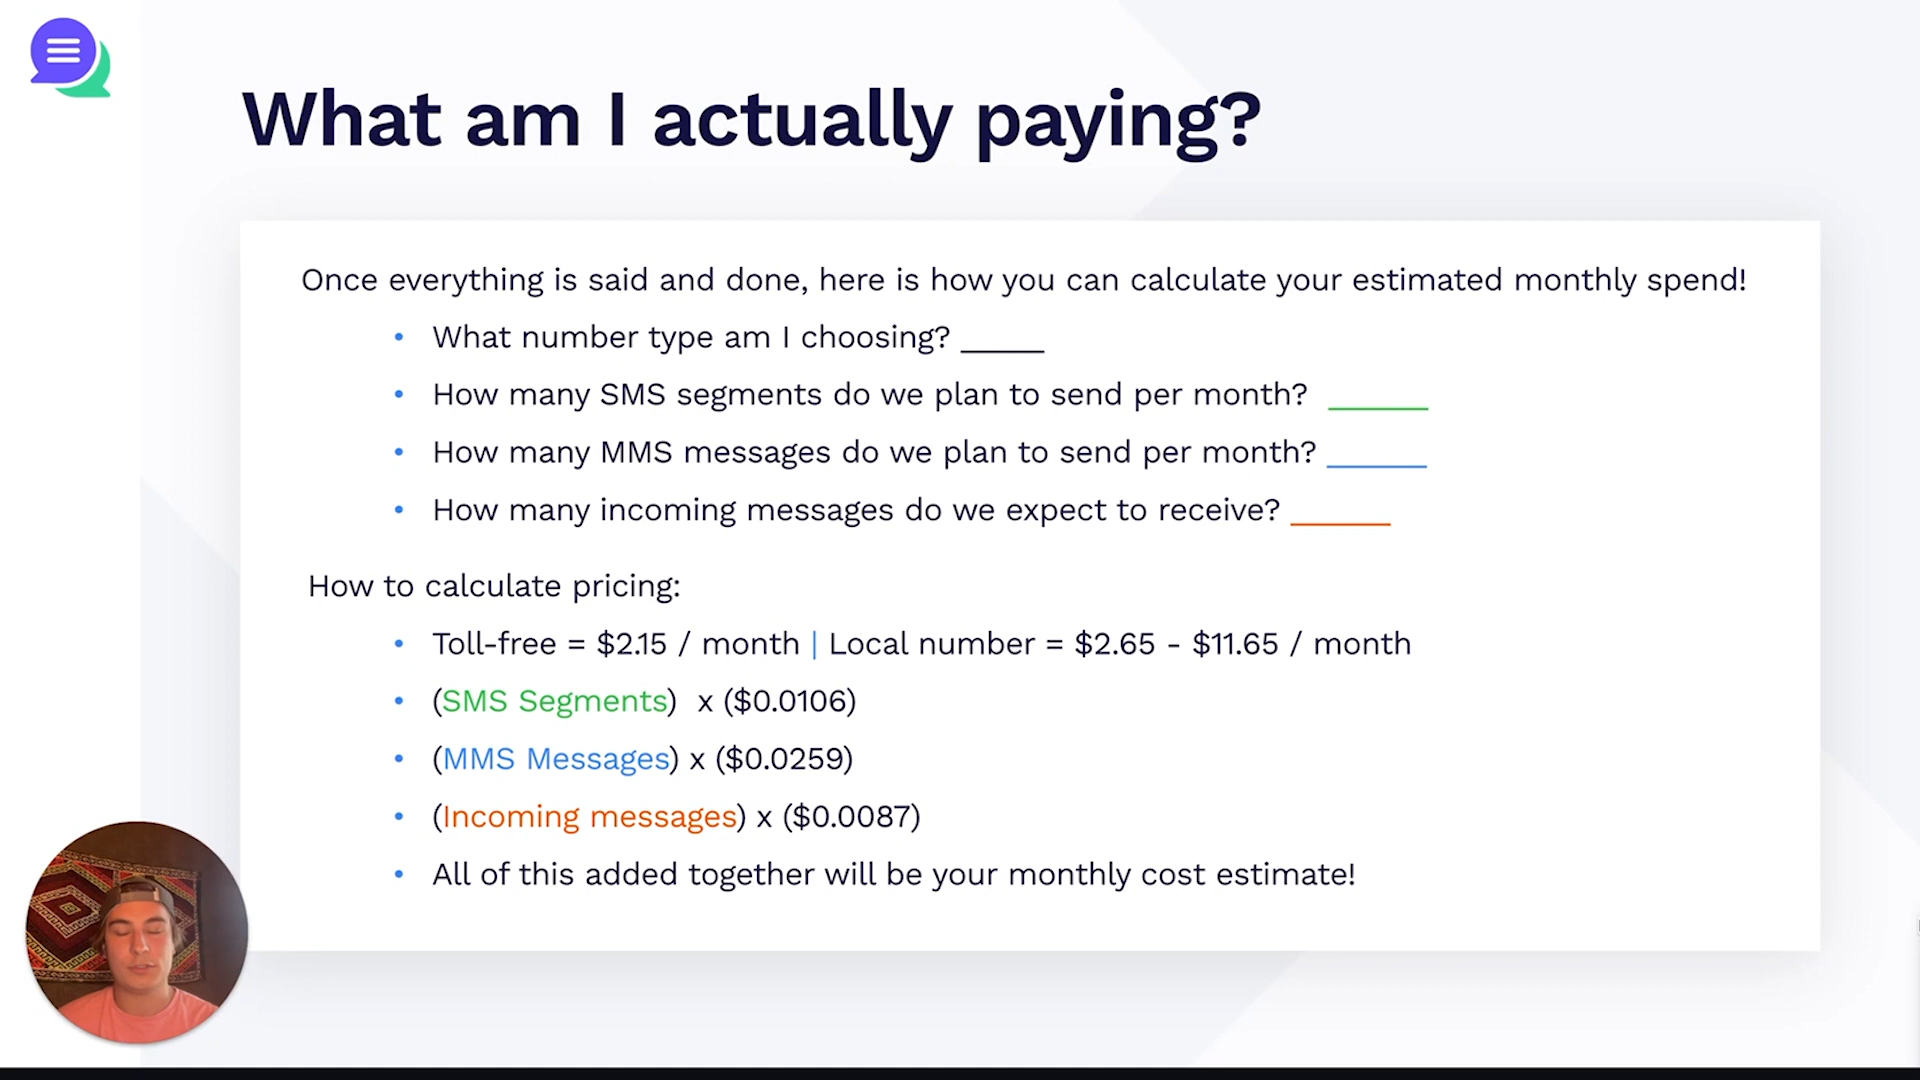 What am I actually paying?
Once everything is said and done, here is how you can calculate your estimated monthly spend!
• What number type am I choosing? _____
• How many SMS segments do we plan to send per month? ______
• How many MMS messages do we plan to send per month? ______
• How many incoming messages do we expect to receive? ______
How to calculate pricing:
• Toll-free = $2.15 / month | Local number = $2.65 - $11.65 / month
• (SMS Segments) x ($0.0106)
• (MMS Messages) x ($0.0259)
• (Incoming messages) x ($0.0087)
• All of this added together will be your monthly cost estimate!